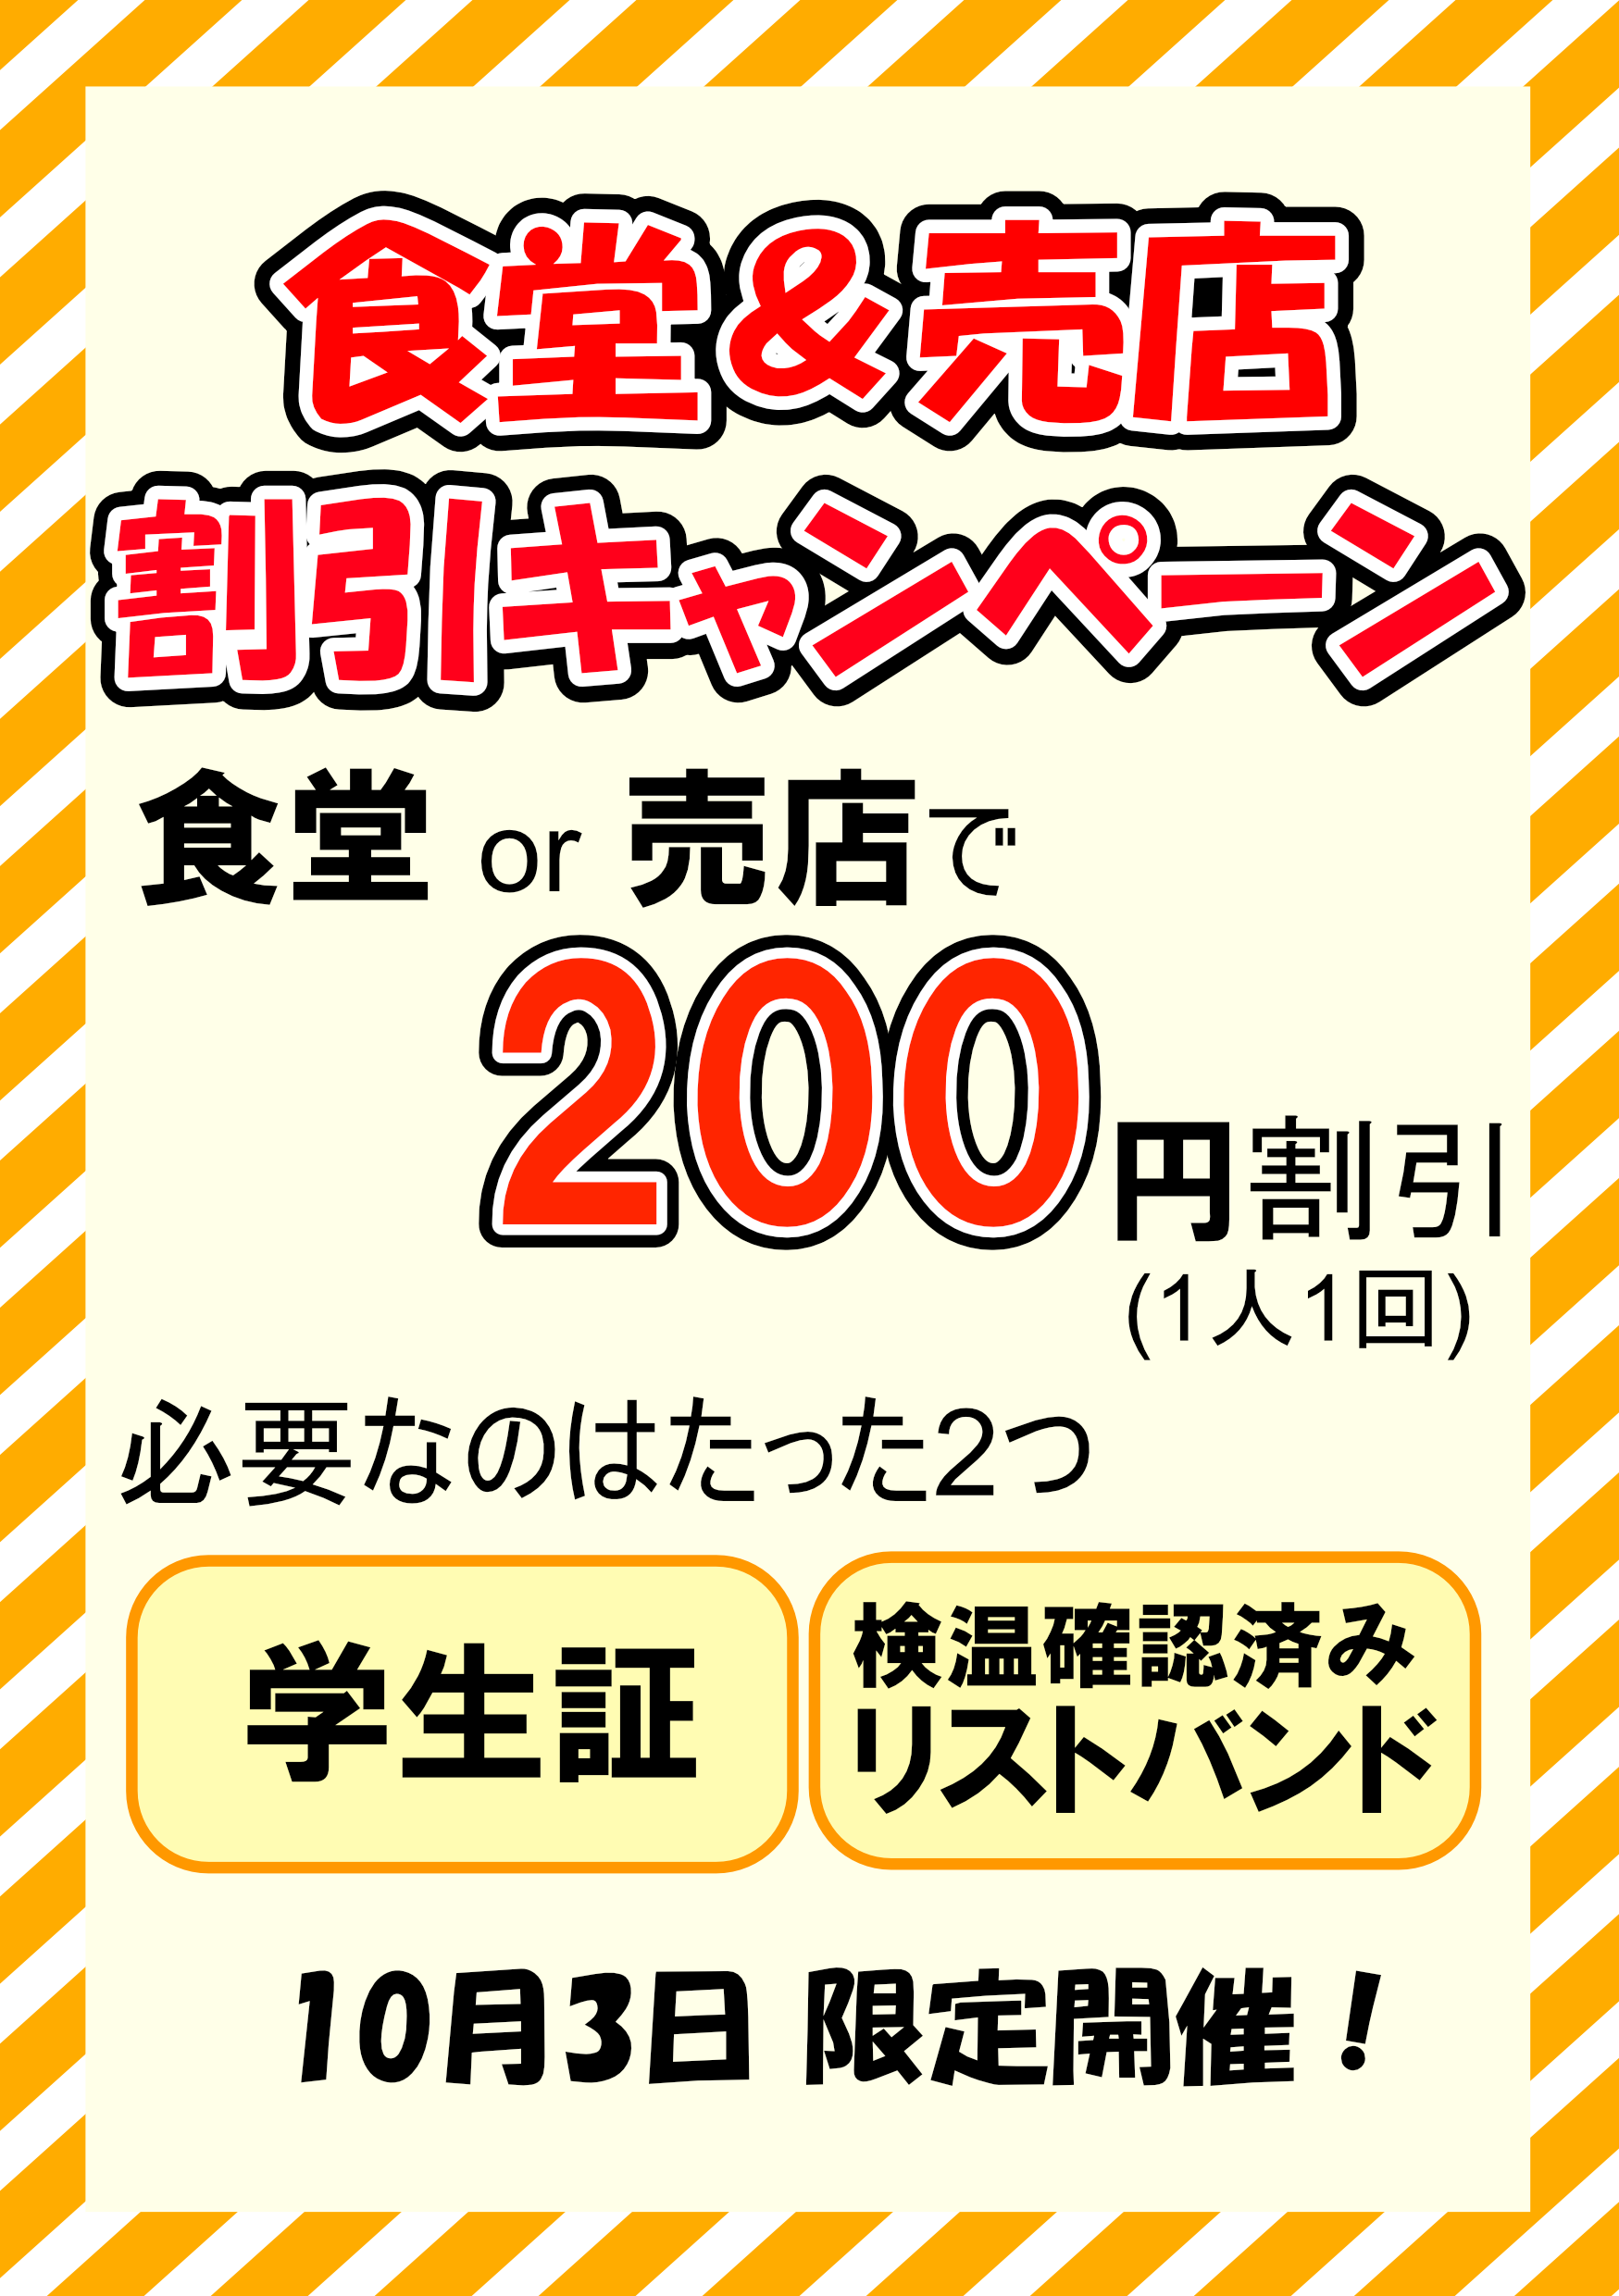 食堂&売店
割引キャンペーン
食堂 or 売店で
200円割引
(1人1回)
必要なのはたった2つ
学生証
検温確認済み
リストバンド
10月3日 限定開催！